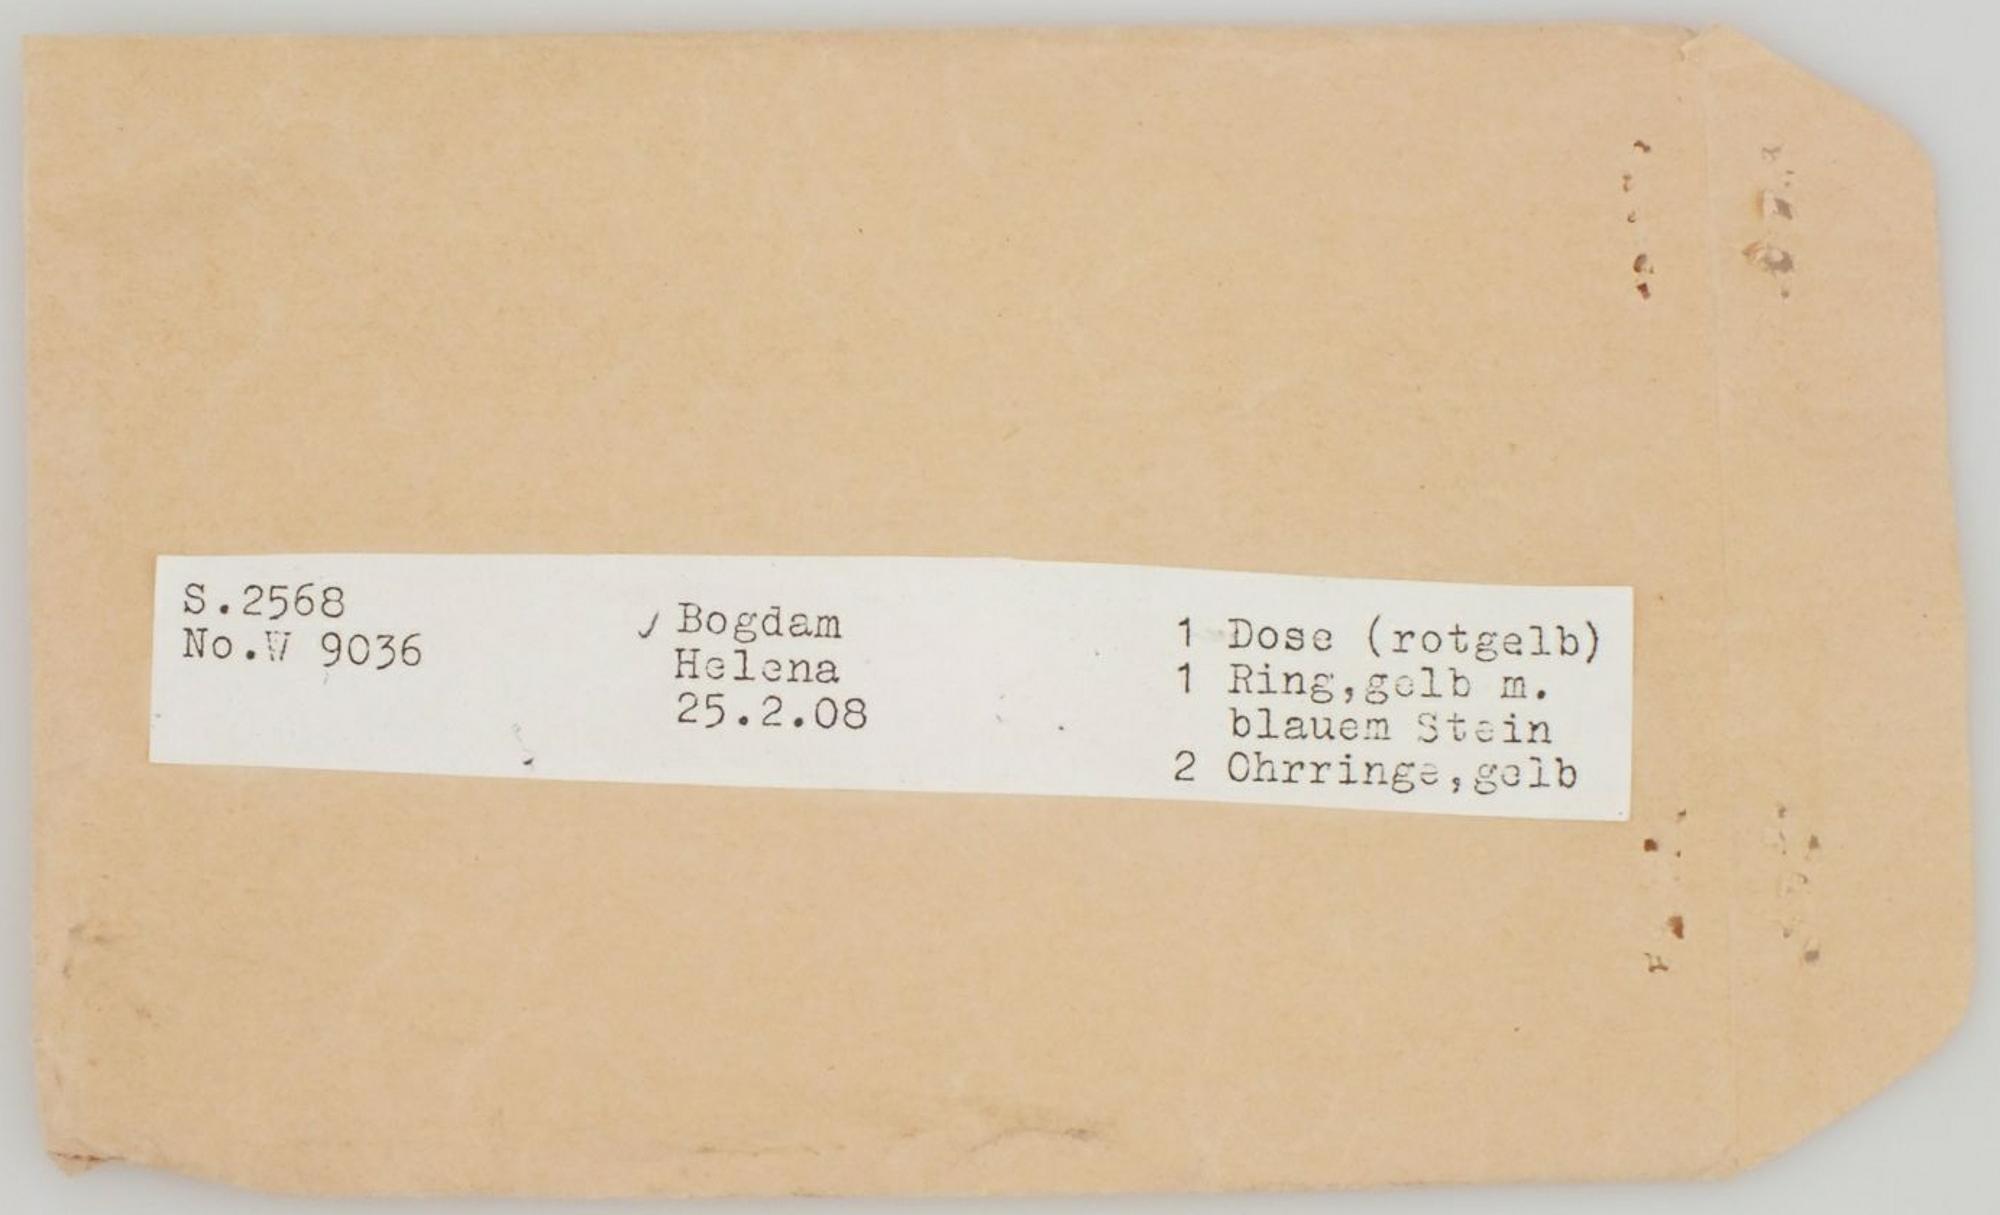 S.2568
No.W 9036
Bogdam
Helena
25.2.08
1 Dose (rotgelb)
1 Ring,gelb m.
blauem Stein
2 Ohrringe,gelb